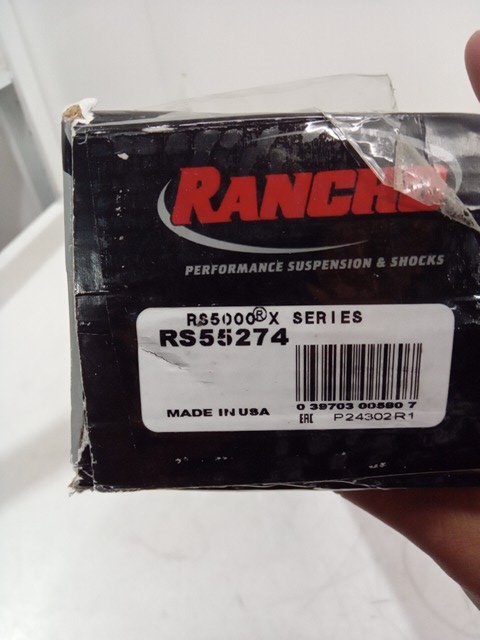 RANCHO
PERFORMANCE SUSPENSION & SHOCKS
RS5000® X SERIES
RS55274
MADE IN USA
0 39703 00580 7
EAC P24302R1